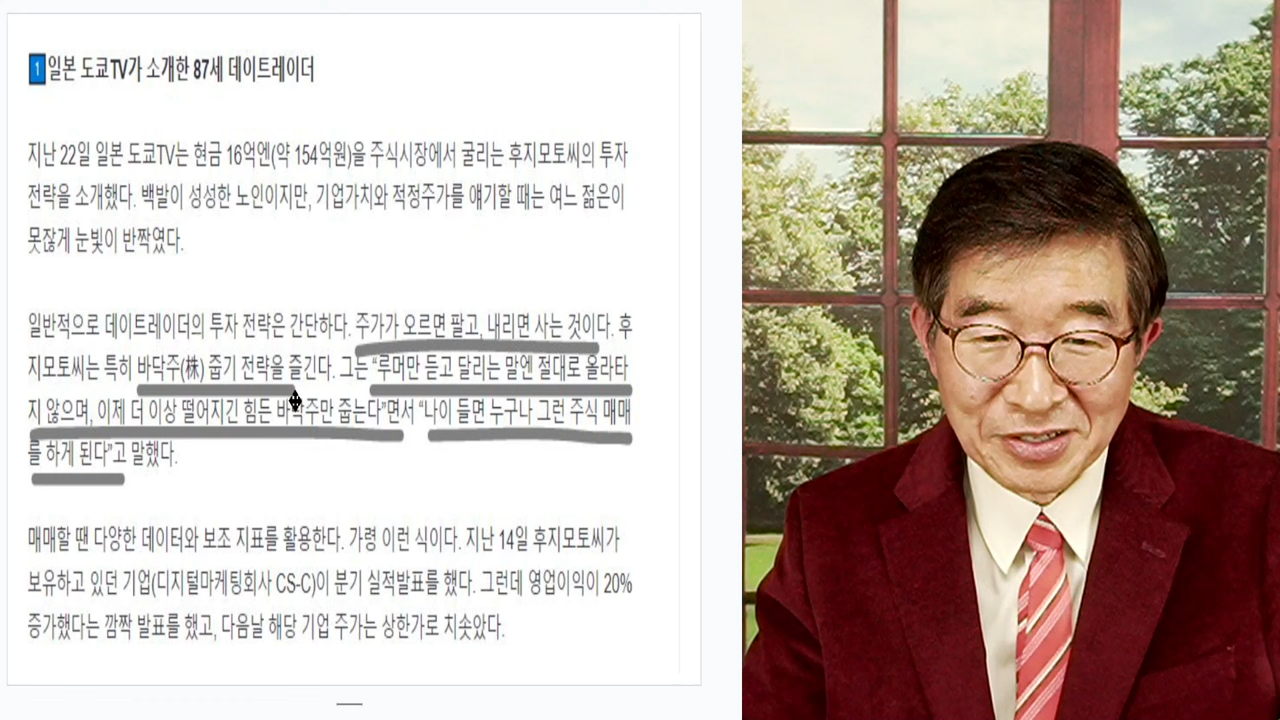 1 일본 도쿄TV가 소개한 87세 데이트레이더
지난 22일 일본 도쿄TV는 현금 16억엔(약 154억원)을 주식시장에서 굴리는 후지모토씨의 투자
전략을 소개했다. 백발이 성성한 노인이지만, 기업가치와 적정주가를 얘기할 때는 여느 젊은이
못잖게 눈빛이 반짝였다.
일반적으로 데이트레이더의 투자 전략은 간단하다. 주가가 오르면 팔고, 내리면 사는 것이다. 후
지모토씨는 특히 바닥주(株) 줍기 전략을 즐긴다. 그는 “루머만 듣고 달리는 말엔 절대로 올라타
지 않으며, 이제 더 이상 떨어지긴 힘든 바닥주만 줍는다”면서 “나이 들면 누구나 그런 주식 매매
를 하게 된다”고 말했다.
매매할 땐 다양한 데이터와 보조 지표를 활용한다. 가령 이런 식이다. 지난 14일 후지모토씨가
보유하고 있던 기업(디지털마케팅회사 CS-C)이 분기 실적발표를 했다. 그런데 영업이익이 20%
증가했다는 깜짝 발표를 했고, 다음날 해당 기업 주가는 상한가로 치솟았다.